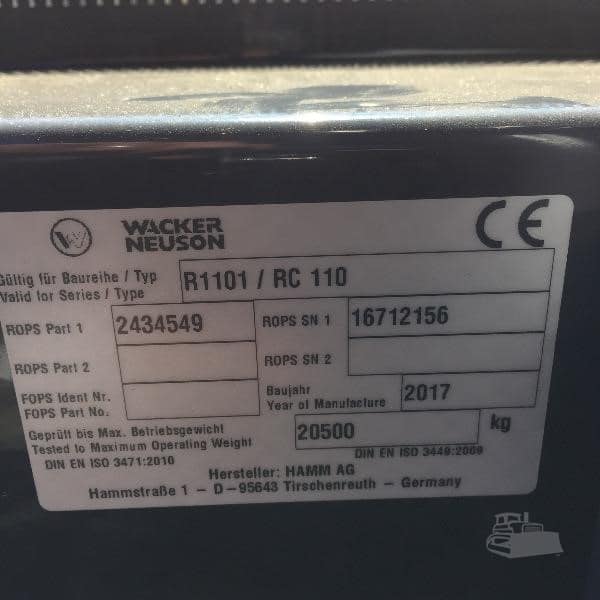 WACKER
NEUSON
CE
Gültig für Baureihe / Typ
Valid for Series / Type
R1101 / RC 110
ROPS Part 1 2434549 ROPS SN 1 16712156
ROPS Part 2 ROPS SN 2
FOPS Ident Nr.
FOPS Part No.
Baujahr
Year of Manufacture 2017
Geprüft bis Max. Betriebsgewicht
Tested to Maximum Operating Weight
20500 kg
DIN EN ISO 3471:2010 DIN EN ISO 3449:2009
Hersteller: HAMM AG
Hammstraße 1 - D-95643 Tirschenreuth - Germany